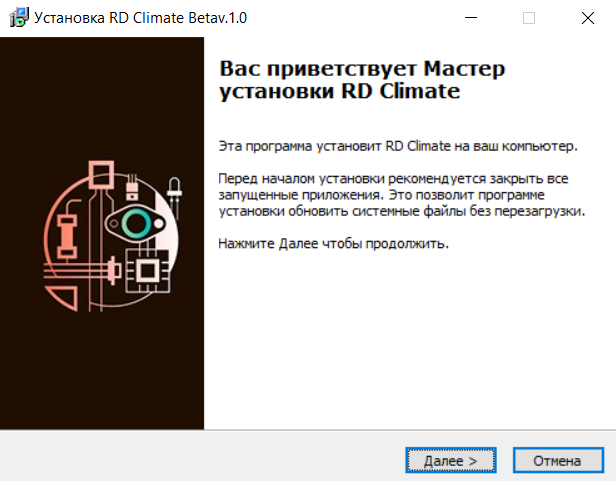 Установка RD Climate Betav.1.0
Вас приветствует Мастер
установки RD Climate
Эта программа установит RD Climate на ваш компьютер.
Перед началом установки рекомендуется закрыть все
запущенные приложения. Это позволит программе
установки обновить системные файлы без перезагрузки.
Нажмите Далее чтобы продолжить.
Далее >
Отмена